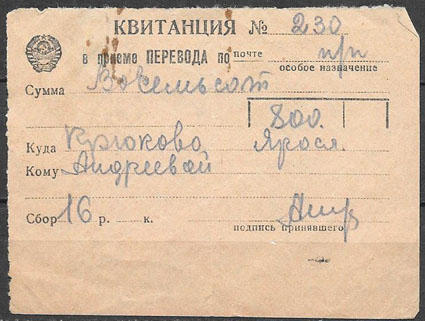 КВИТАНЦИЯ № 230
в приеме ПЕРЕВОДА по почте п/п
особое назначение
Сумма Восемьсот
800
Куда Крюково Яросл.
Кому Андреевой
Сбор 16 р. к.
подпись принявшего